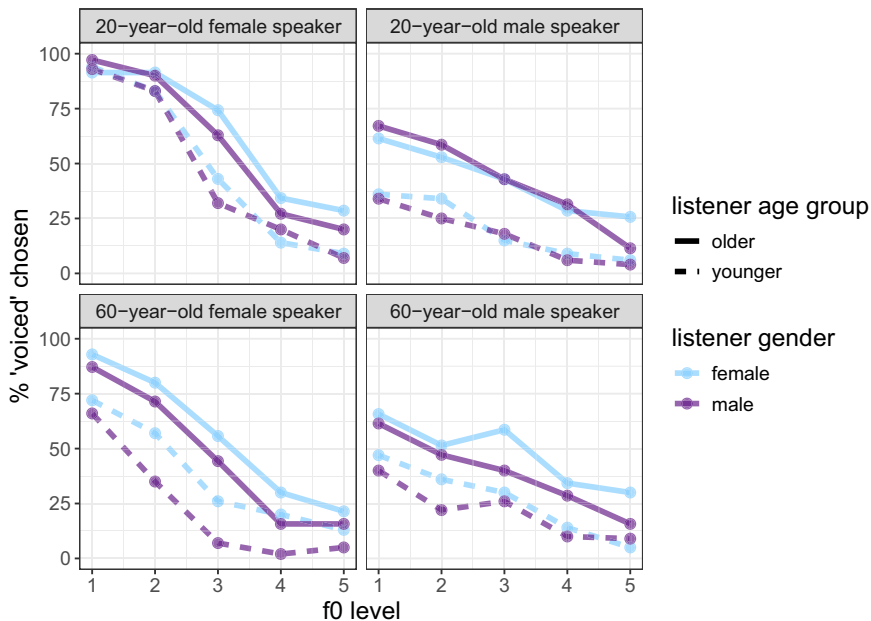 20−year−old female speaker
20−year−old male speaker
100
75
50
25
0
60−year−old female speaker
60−year−old male speaker
100
75
50
25
0
1 2 3 4 5
1 2 3 4 5
f0 level
% 'voiced' chosen
listener age group
older
younger
listener gender
female
male